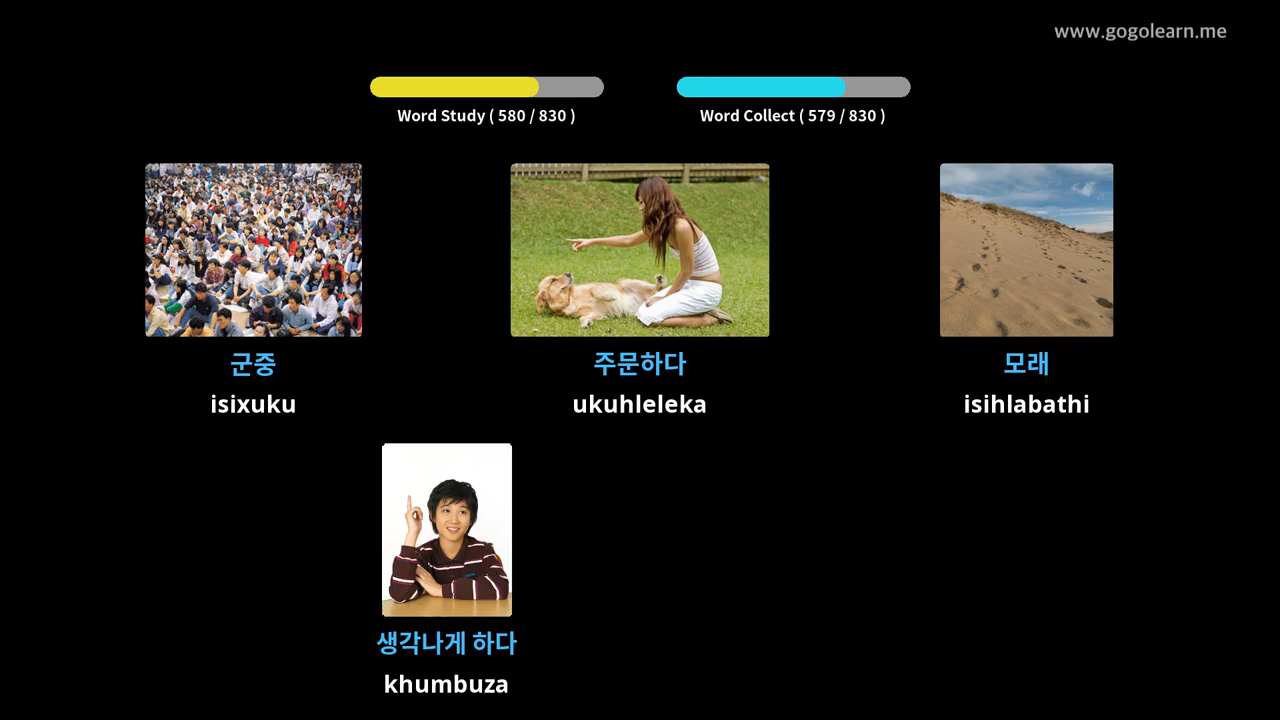 www.gogolearn.me
Word Study ( 580 / 830 )
Word Collect ( 579 / 830 )
군중
isixuku
주문하다
ukuhleleka
모래
isihlabathi
생각나게 하다
khumbuza